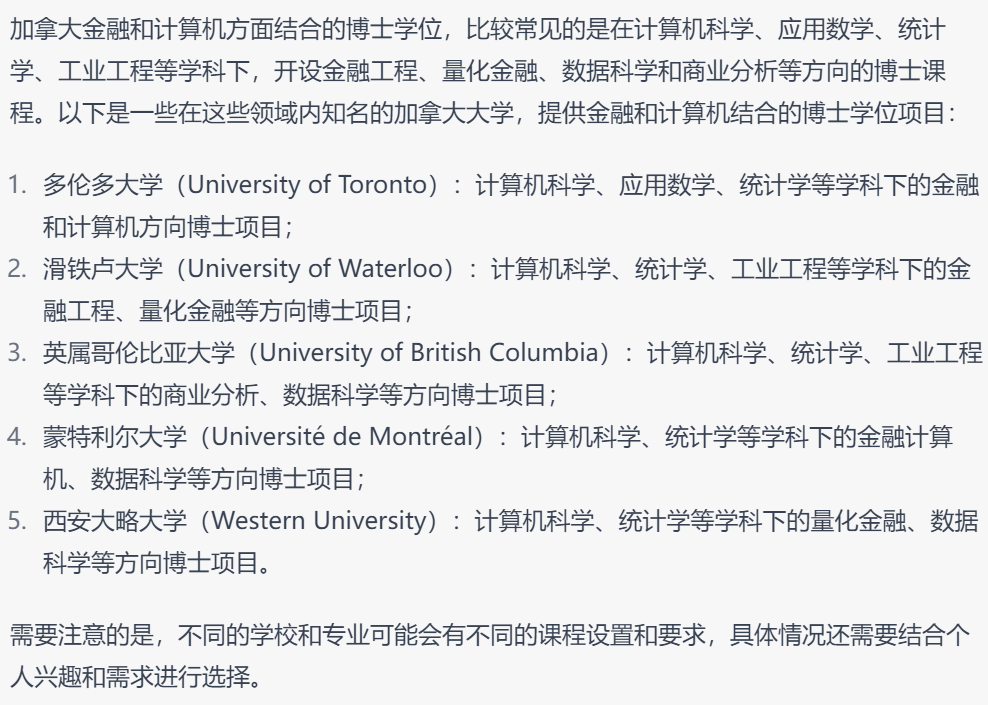 加拿大金融和计算机方面结合的博士学位，比较常见的是在计算机科学、应用数学、统计
学、工业工程等学科下，开设金融工程、量化金融、数据科学和商业分析等方向的博士课
程。以下是一些在这些领域内知名的加拿大大学，提供金融和计算机结合的博士学位项目：
1. 多伦多大学（University of Toronto）：计算机科学、应用数学、统计学等学科下的金融
和计算机方向博士项目；
2. 滑铁卢大学（University of Waterloo）：计算机科学、统计学、工业工程等学科下的金
融工程、量化金融等方向博士项目；
3. 英属哥伦比亚大学（University of British Columbia）：计算机科学、统计学、工业工程
等学科下的商业分析、数据科学等方向博士项目；
4. 蒙特利尔大学（Université de Montréal）：计算机科学、统计学等学科下的金融计算
机、数据科学等方向博士项目；
5. 西安大略大学（Western University）：计算机科学、统计学等学科下的量化金融、数据
科学等方向博士项目。
需要注意的是，不同的学校和专业可能会有不同的课程设置和要求，具体情况还需要结合个
人兴趣和需求进行选择。